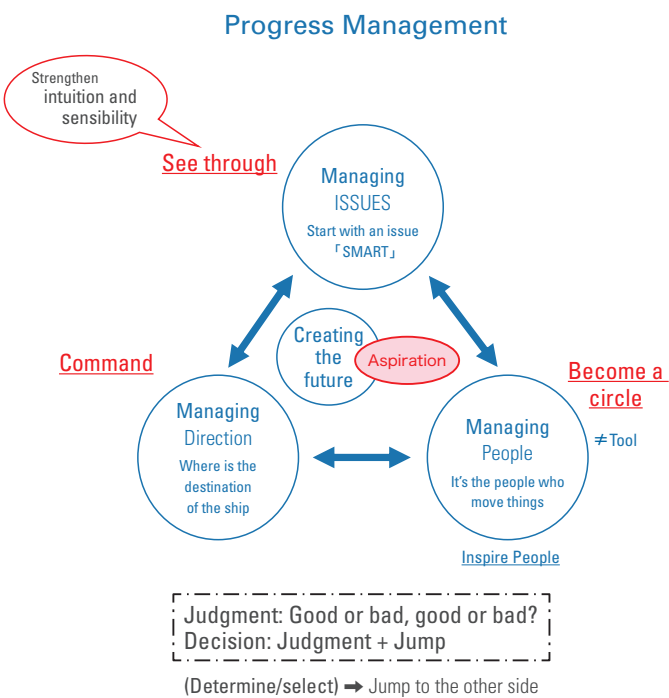 Progress Management
Strengthen
intuition and
sensibility
See through
Managing
ISSUES
Start with an issue
「SMART」
Creating
the
future
Aspiration
Command
Become a
circle
Managing
Direction
Where is the
destination
of the ship
Managing
People
It's the people who
move things
≠Tool
Inspire People
Judgment: Good or bad, good or bad?
Decision: Judgment + Jump
(Determine/select) ➡ Jump to the other side